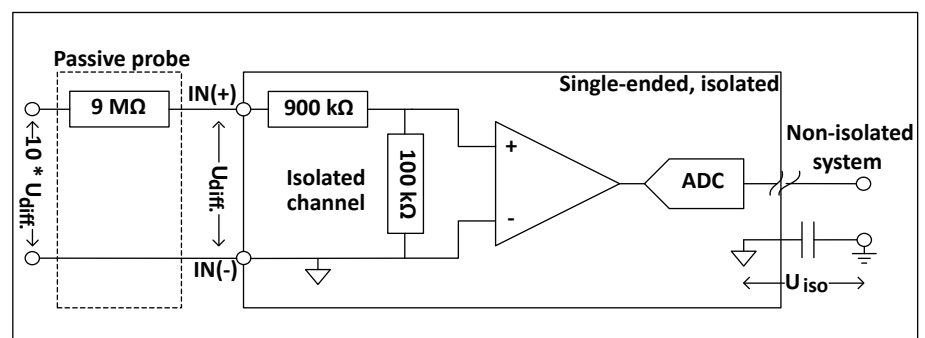 Passive probe
9 MΩ
IN(+)
10 * Udiff.
Udiff.
IN(-)
Single-ended, isolated
900 kΩ
100 kΩ
Isolated
channel
+
-
ADC
Non-isolated
system
Uiso